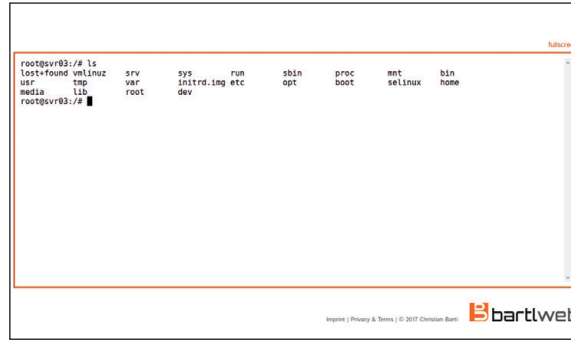 fullscre
root@svr03:/# ls
lost+found vmlinuz srv sys run sbin proc mnt bin
usr tmp var initrd.img etc opt boot selinux home
media lib root dev
root@svr03:/#
Imprint | Privacy & Terms | © 2017 Christian Bartl
bartlweb